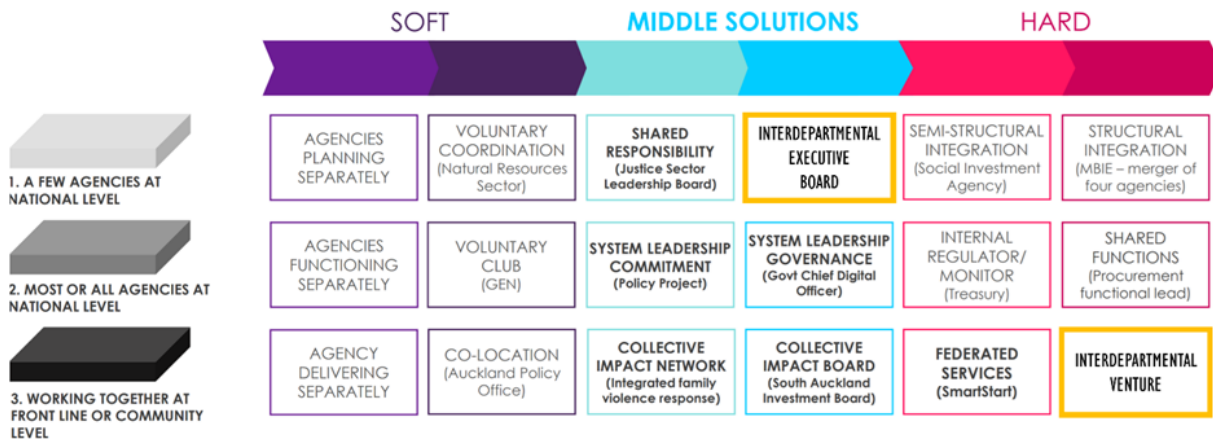 SOFT
MIDDLE SOLUTIONS
HARD
1. A FEW AGENCIES AT
NATIONAL LEVEL
AGENCIES
PLANNING
SEPARATELY
VOLUNTARY
COORDINATION
(Natural Resources
Sector)
SHARED
RESPONSIBILITY
(Justice Sector
Leadership Board)
INTERDEPARTMENTAL
EXECUTIVE
BOARD
SEMI-STRUCTURAL
INTEGRATION
(Social Investment
Agency)
STRUCTURAL
INTEGRATION
(MBIE – merger of
four agencies)
2. MOST OR ALL AGENCIES AT
NATIONAL LEVEL
AGENCIES
FUNCTIONING
SEPARATELY
VOLUNTARY
CLUB
(GEN)
SYSTEM LEADERSHIP
COMMITMENT
(Policy Project)
SYSTEM LEADERSHIP
GOVERNANCE
(Govt Chief Digital
Officer)
INTERNAL
REGULATOR/
MONITOR
(Treasury)
SHARED
FUNCTIONS
(Procurement
functional lead)
3. WORKING TOGETHER AT
FRONT LINE OR COMMUNITY
LEVEL
AGENCY
DELIVERING
SEPARATELY
CO-LOCATION
(Auckland Policy
Office)
COLLECTIVE
IMPACT NETWORK
(Integrated family
violence response)
COLLECTIVE
IMPACT BOARD
(South Auckland
Investment Board)
FEDERATED
SERVICES
(SmartStart)
INTERDEPARTMENTAL
VENTURE